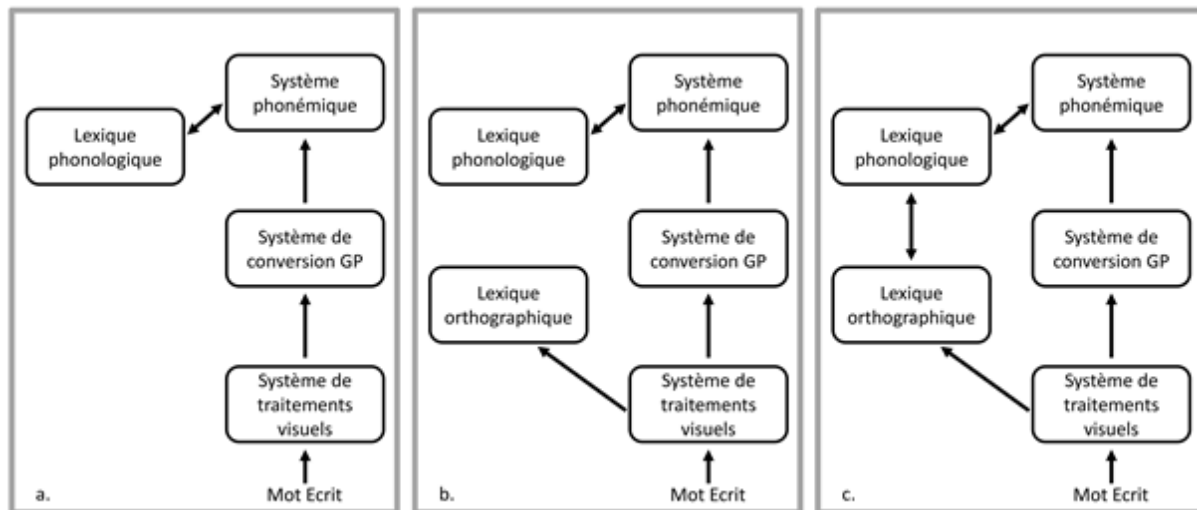 Système
phonémique
Lexique
phonologique
Système de
conversion GP
Système de
traitements
visuels
a.
Mot Ecrit
Système
phonémique
Lexique
phonologique
Système de
conversion GP
Lexique
orthographique
Système de
traitements
visuels
b.
Mot Ecrit
Système
phonémique
Lexique
phonologique
Système de
conversion GP
Lexique
orthographique
Système de
traitements
visuels
c.
Mot Ecrit